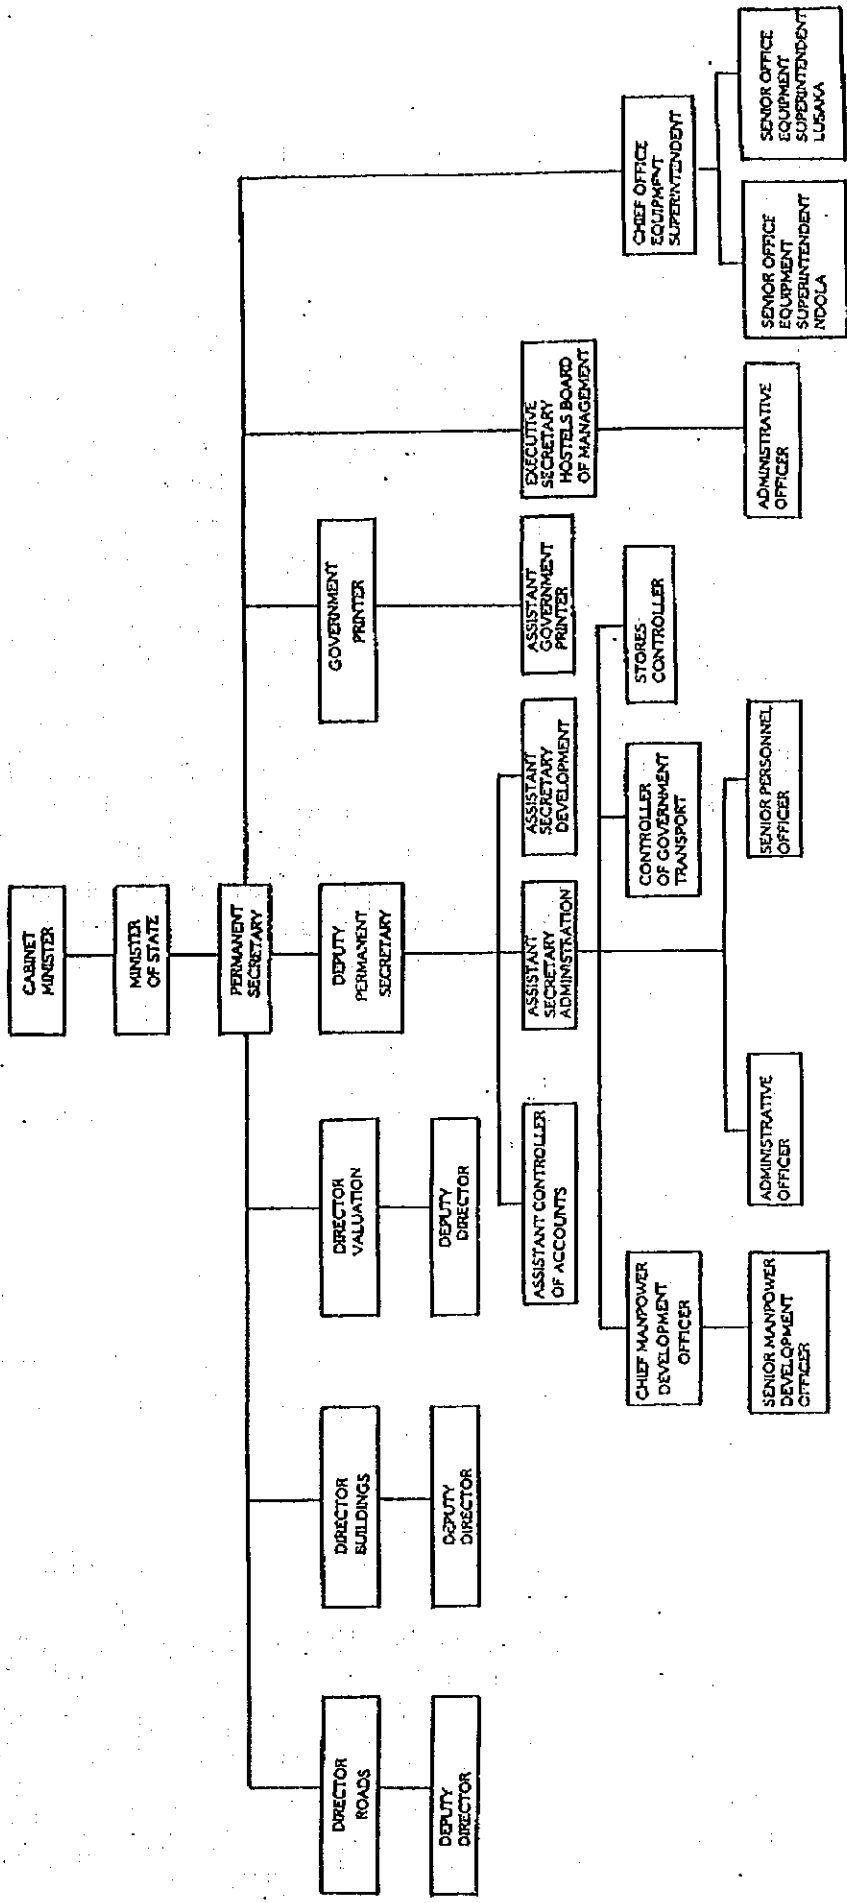 CABINET
MINISTER
MINISTER
OF STATE
PERMANENT
SECRETARY
DIRECTOR
ROADS
DIRECTOR
BUILDINGS
DIRECTOR
VALUATION
DEPUTY
PERMANENT
SECRETARY
GOVERNMENT
PRINTER
DEPUTY
DIRECTOR
DEPUTY
DIRECTOR
DEPUTY
DIRECTOR
ASSISTANT CONTROLLER
OF ACCOUNTS
ASSISTANT
SECRETARY
ADMINISTRATION
ASSISTANT
SECRETARY
DEVELOPMENT
ASSISTANT
GOVERNMENT
PRINTER
EXECUTIVE
SECRETARY
HOSTELS BOARD
OF MANAGEMENT
CHIEF MANPOWER
DEVELOPMENT
OFFICER
CONTROLLER
OF GOVERNMENT
TRANSPORT
STORES
CONTROLLER
CHIEF OFFICE
EQUIPMENT
SUPERINTENDENT
SENIOR MANPOWER
DEVELOPMENT
OFFICER
ADMINISTRATIVE
OFFICER
SENIOR PERSONNEL
OFFICER
ADMINISTRATIVE
OFFICER
SENIOR OFFICE
EQUIPMENT
SUPERINTENDENT
NDOLA
SENIOR OFFICE
EQUIPMENT
SUPERINTENDENT
LUSAKA